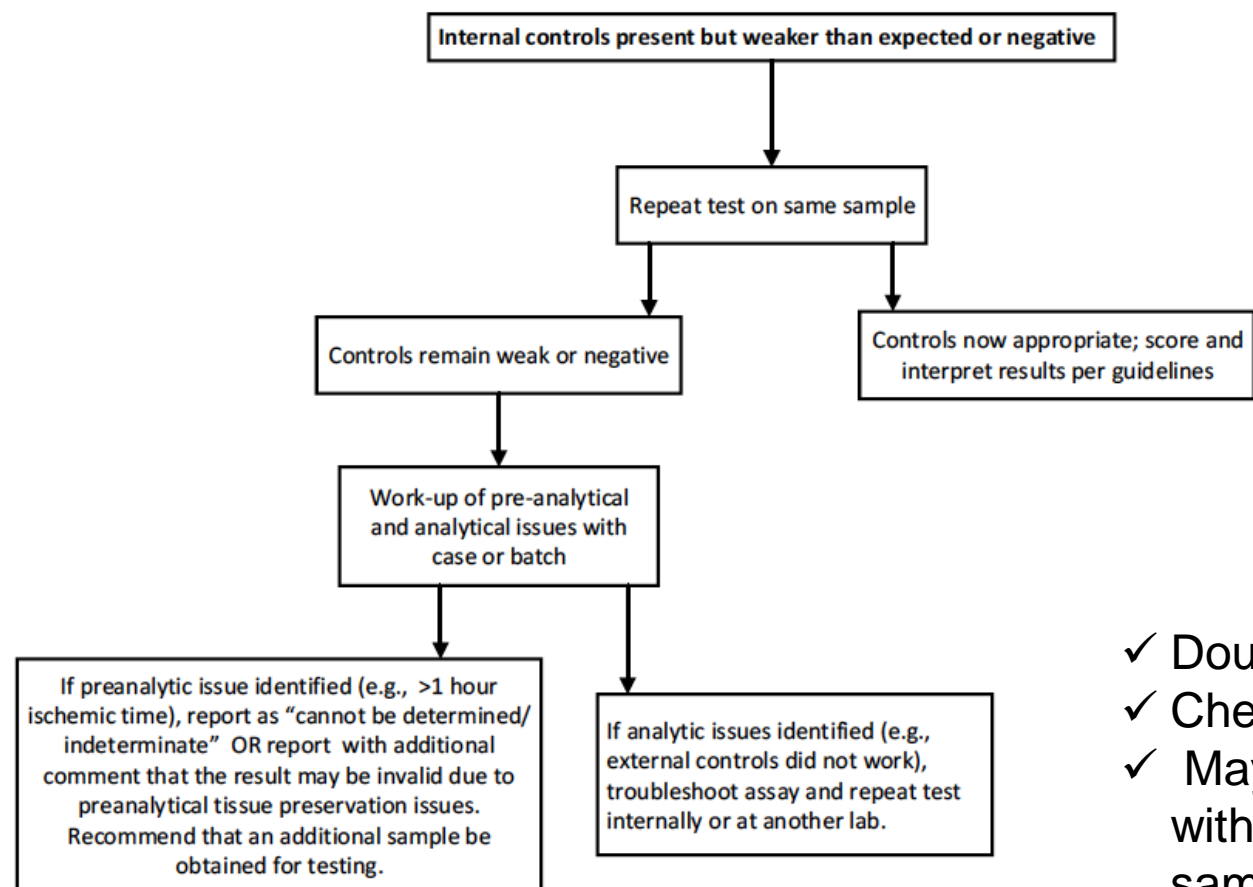 Internal controls present but weaker than expected or negative
Repeat test on same sample
Controls remain weak or negative
Controls now appropriate; score and
interpret results per guidelines
Work-up of pre-analytical
and analytical issues with
case or batch
If preanalytic issue identified (e.g., >1 hour
ischemic time), report as “cannot be determined/
indeterminate” OR report with additional
comment that the result may be invalid due to
preanalytical tissue preservation issues.
Recommend that an additional sample be
obtained for testing.
If analytic issues identified (e.g.,
external controls did not work),
troubleshoot assay and repeat test
internally or at another lab.
✓
✓
✓
with